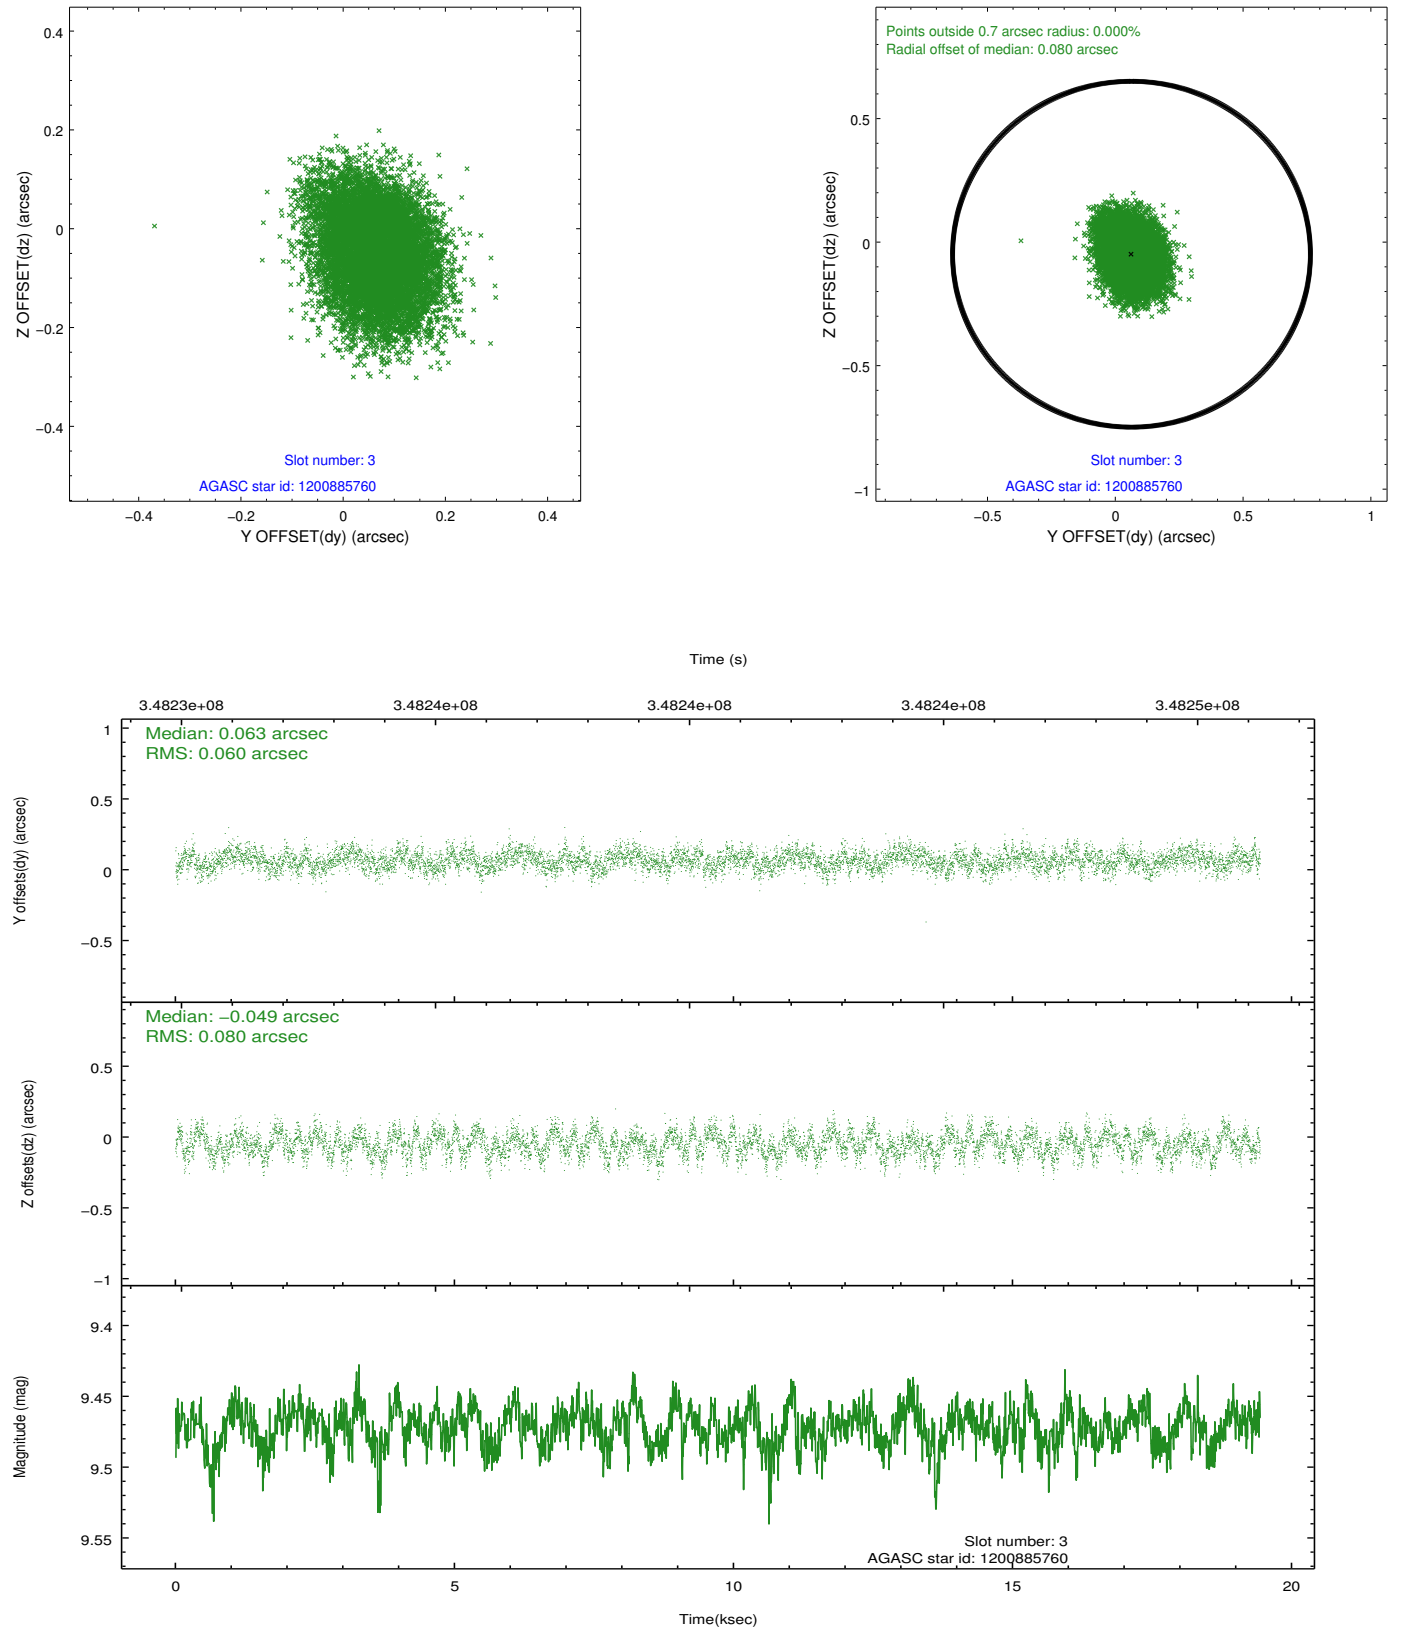 0.4
0.2
0
−0.2
−0.4
Z OFFSET(dz) (arcsec)
Slot number: 3
AGASC star id: 1200885760
−0.4
−0.2
0
0.2
0.4
Y OFFSET(dy) (arcsec)
Points outside 0.7 arcsec radius: 0.000%
Radial offset of median: 0.080 arcsec
0.5
0
−0.5
−1
Z OFFSET(dz) (arcsec)
Slot number: 3
AGASC star id: 1200885760
−0.5
0
0.5
1
Y OFFSET(dy) (arcsec)
Time (s)
3.4823e+08
3.4824e+08
3.4824e+08
3.4824e+08
3.4825e+08
Median: 0.063 arcsec
RMS: 0.060 arcsec
1
0.5
0
−0.5
Y offsets(dy) (arcsec)
Median: −0.049 arcsec
RMS: 0.080 arcsec
0.5
0
−0.5
−1
Z offsets(dz) (arcsec)
9.4
9.45
9.5
9.55
Magnitude (mag)
Slot number: 3
AGASC star id: 1200885760
0
5
10
15
20
Time(ksec)